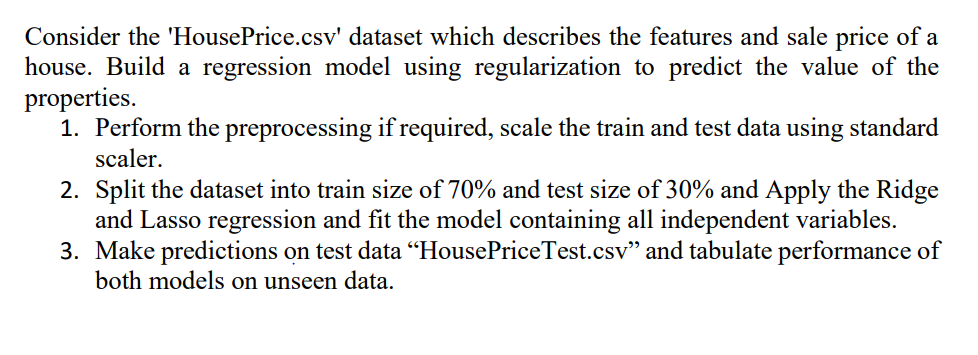 Consider the 'HousePrice.csv' dataset which describes the features and sale price of a
house. Build a regression model using regularization to predict the value of the
properties.
1. Perform the preprocessing if required, scale the train and test data using standard
scaler.
2. Split the dataset into train size of 70% and test size of 30% and Apply the Ridge
and Lasso regression and fit the model containing all independent variables.
3. Make predictions on test data “HousePriceTest.csv” and tabulate performance of
both models on unseen data.